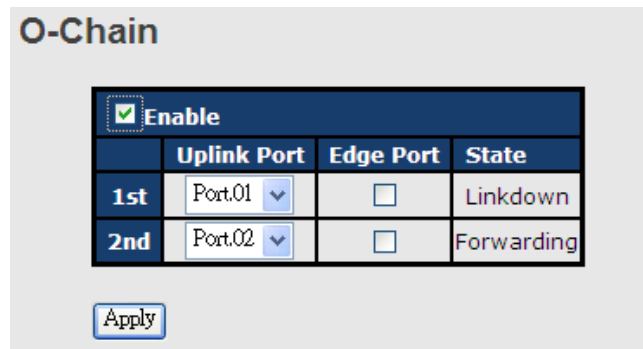 O-Chain
Enable
Uplink Port Edge Port State
1st Port.01 Linkdown
2nd Port.02 Forwarding
Apply